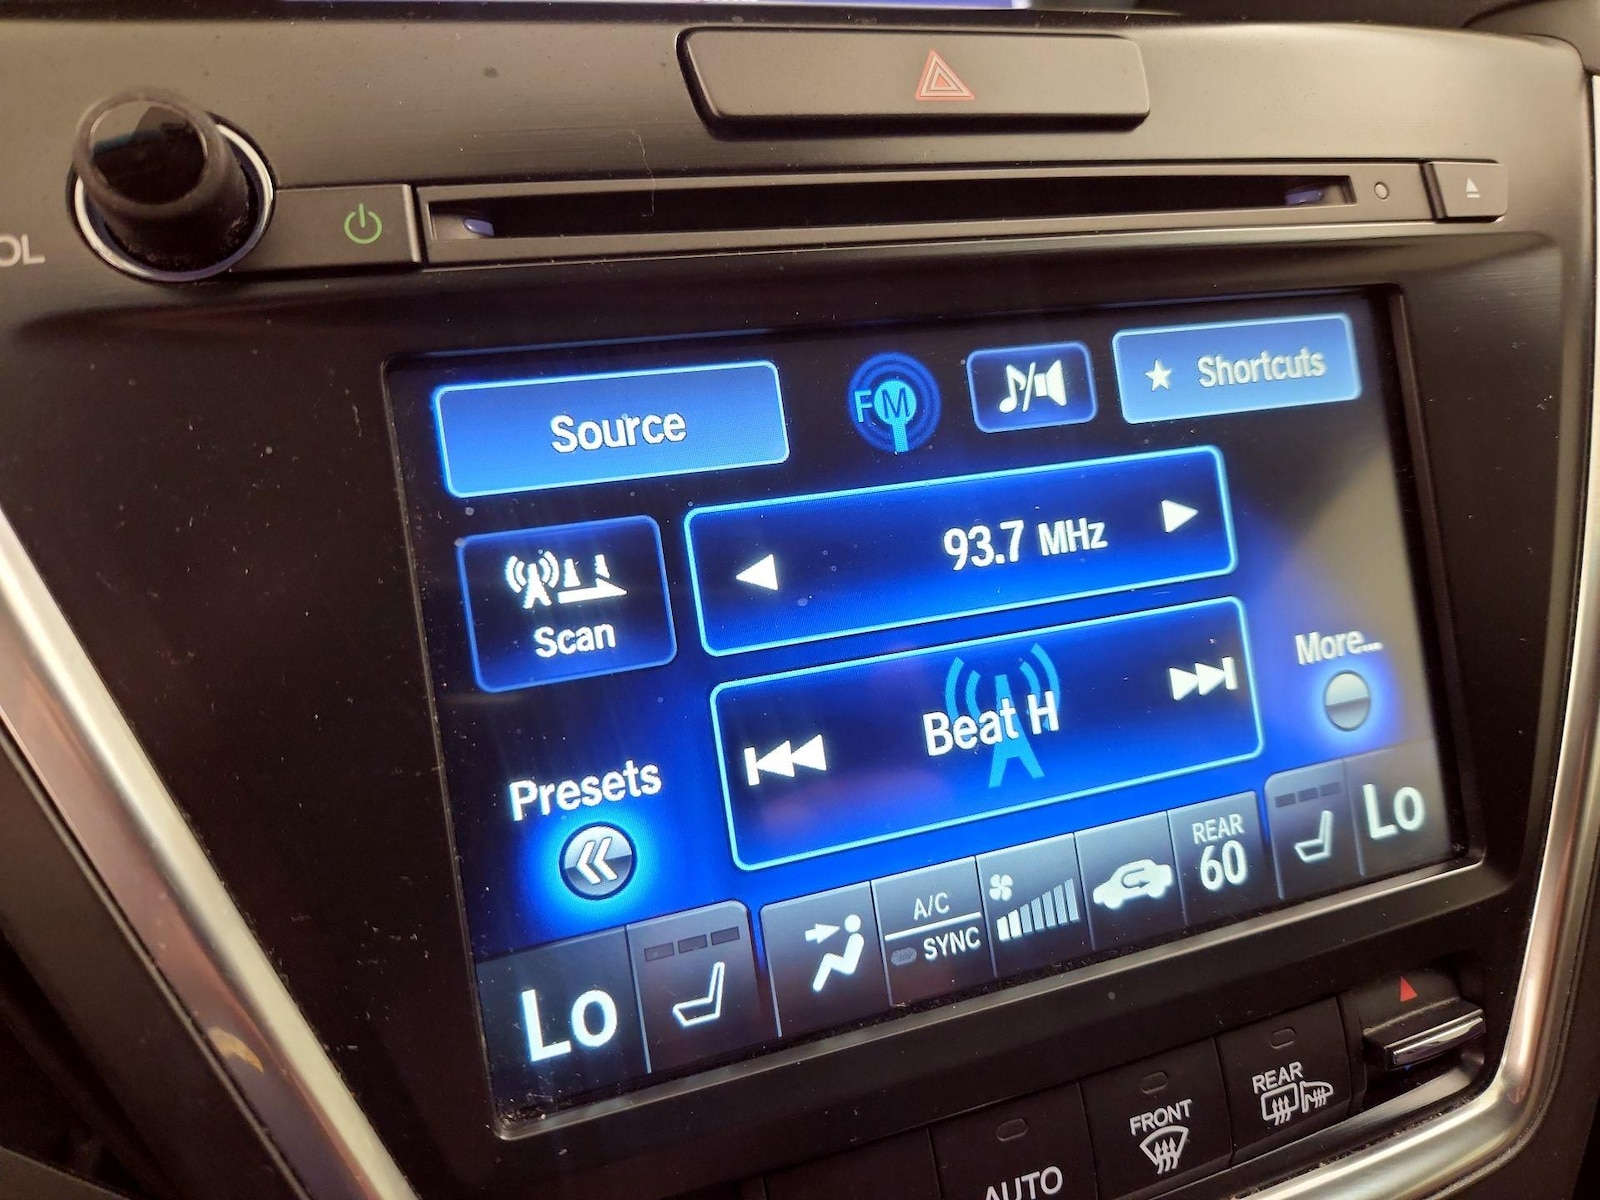 OL
Source
FM
Shortcuts
93.7 MHz
Scan
Beat H
More...
Presets
Lo
A/C
SYNC
REAR
60
Lo
AUTO
FRONT
REAR